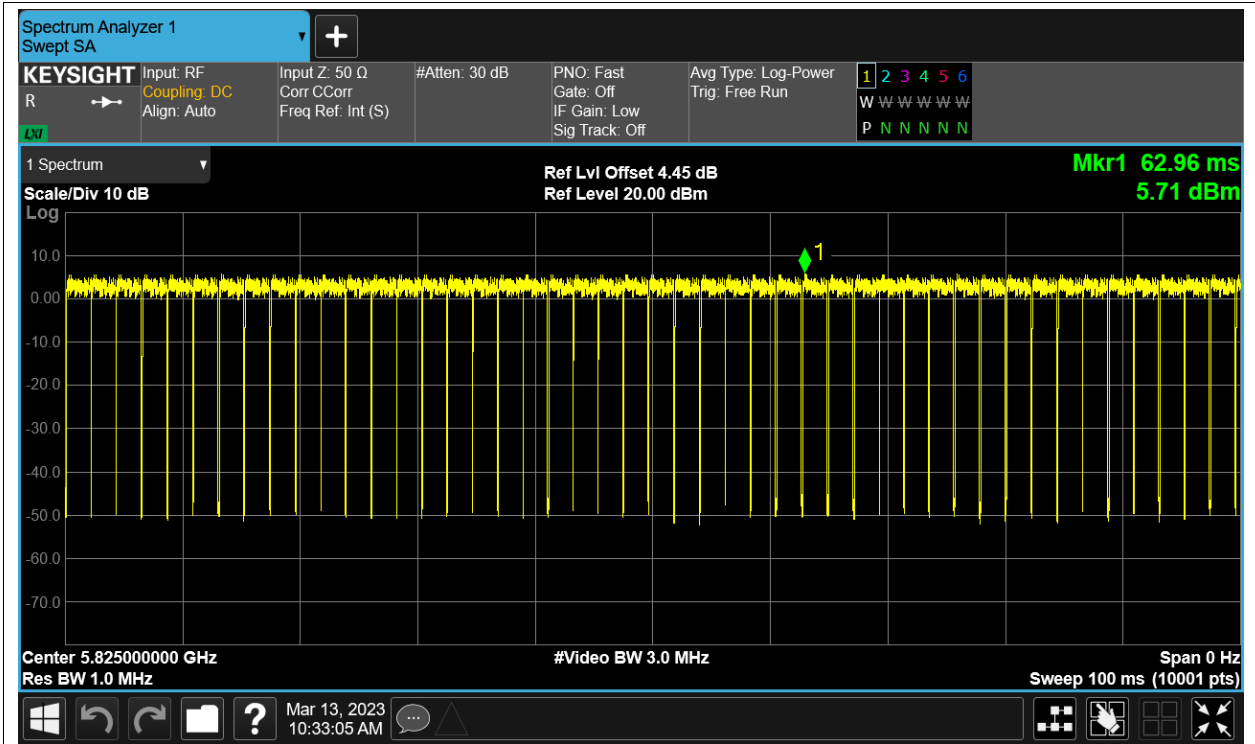 Spectrum Analyzer 1
Swept SA
KEYSIGHT
R
LXI
Input: RF
Coupling: DC
Align: Auto
Input Z: 50 Ω
Corr CCorr
Freq Ref: Int (S)
#Atten: 30 dB
PNO: Fast
Gate: Off
IF Gain: Low
Sig Track: Off
Avg Type: Log-Power
Trig: Free Run
1 2 3 4 5 6
W W W W W W
P N N N N N
1 Spectrum
Scale/Div 10 dB
Log
Ref Lvl Offset 4.45 dB
Ref Level 20.00 dBm
Mkr1 62.96 ms
5.71 dBm
1
10.0
0.00
-10.0
-20.0
-30.0
-40.0
-50.0
-60.0
-70.0
Center 5.825000000 GHz
Res BW 1.0 MHz
#Video BW 3.0 MHz
Span 0 Hz
Sweep 100 ms (10001 pts)
?
Mar 13, 2023
10:33:05 AM